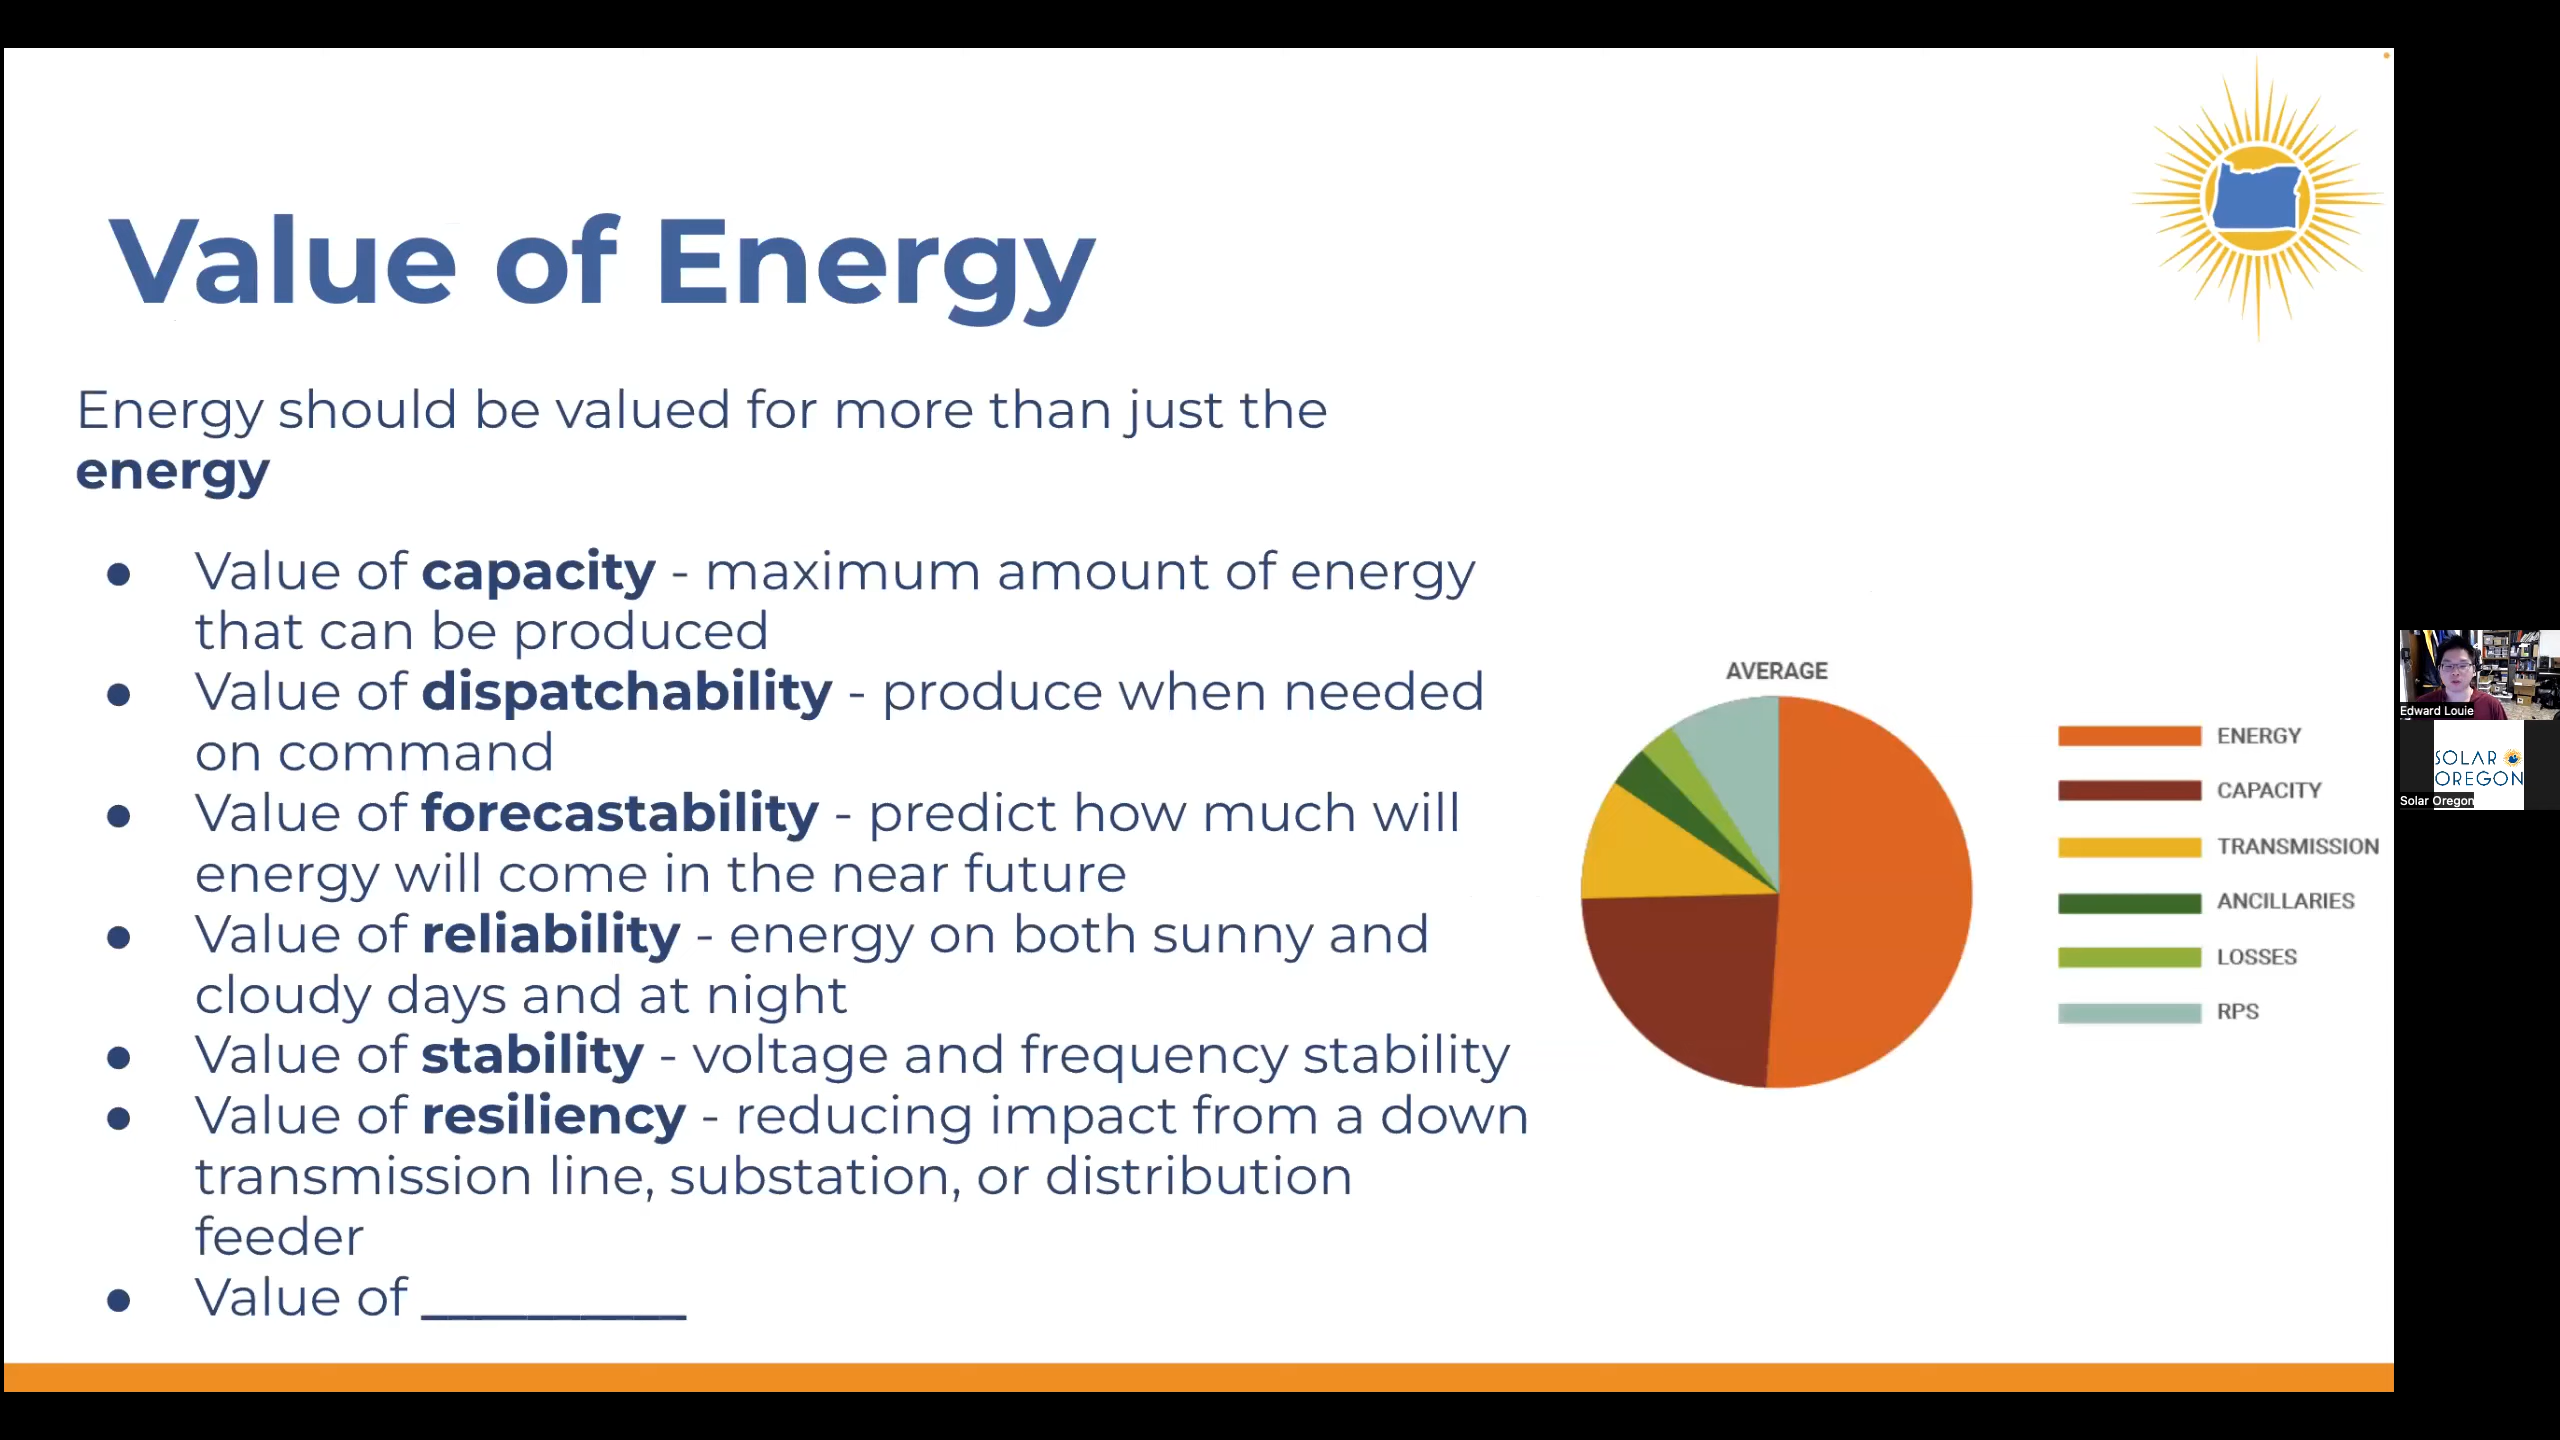 Value of Energy
Energy should be valued for more than just the
energy
● Value of capacity - maximum amount of energy
that can be produced
● Value of dispatchability - produce when needed
on command
● Value of forecastability - predict how much will
energy will come in the near future
● Value of reliability - energy on both sunny and
cloudy days and at night
● Value of stability - voltage and frequency stability
● Value of resiliency - reducing impact from a down
transmission line, substation, or distribution
feeder
● Value of __________
AVERAGE
ENERGY
CAPACITY
TRANSMISSION
ANCILLARIES
LOSSES
RPS
Edward Louie
SOLAR
OREGON
Solar Oregon